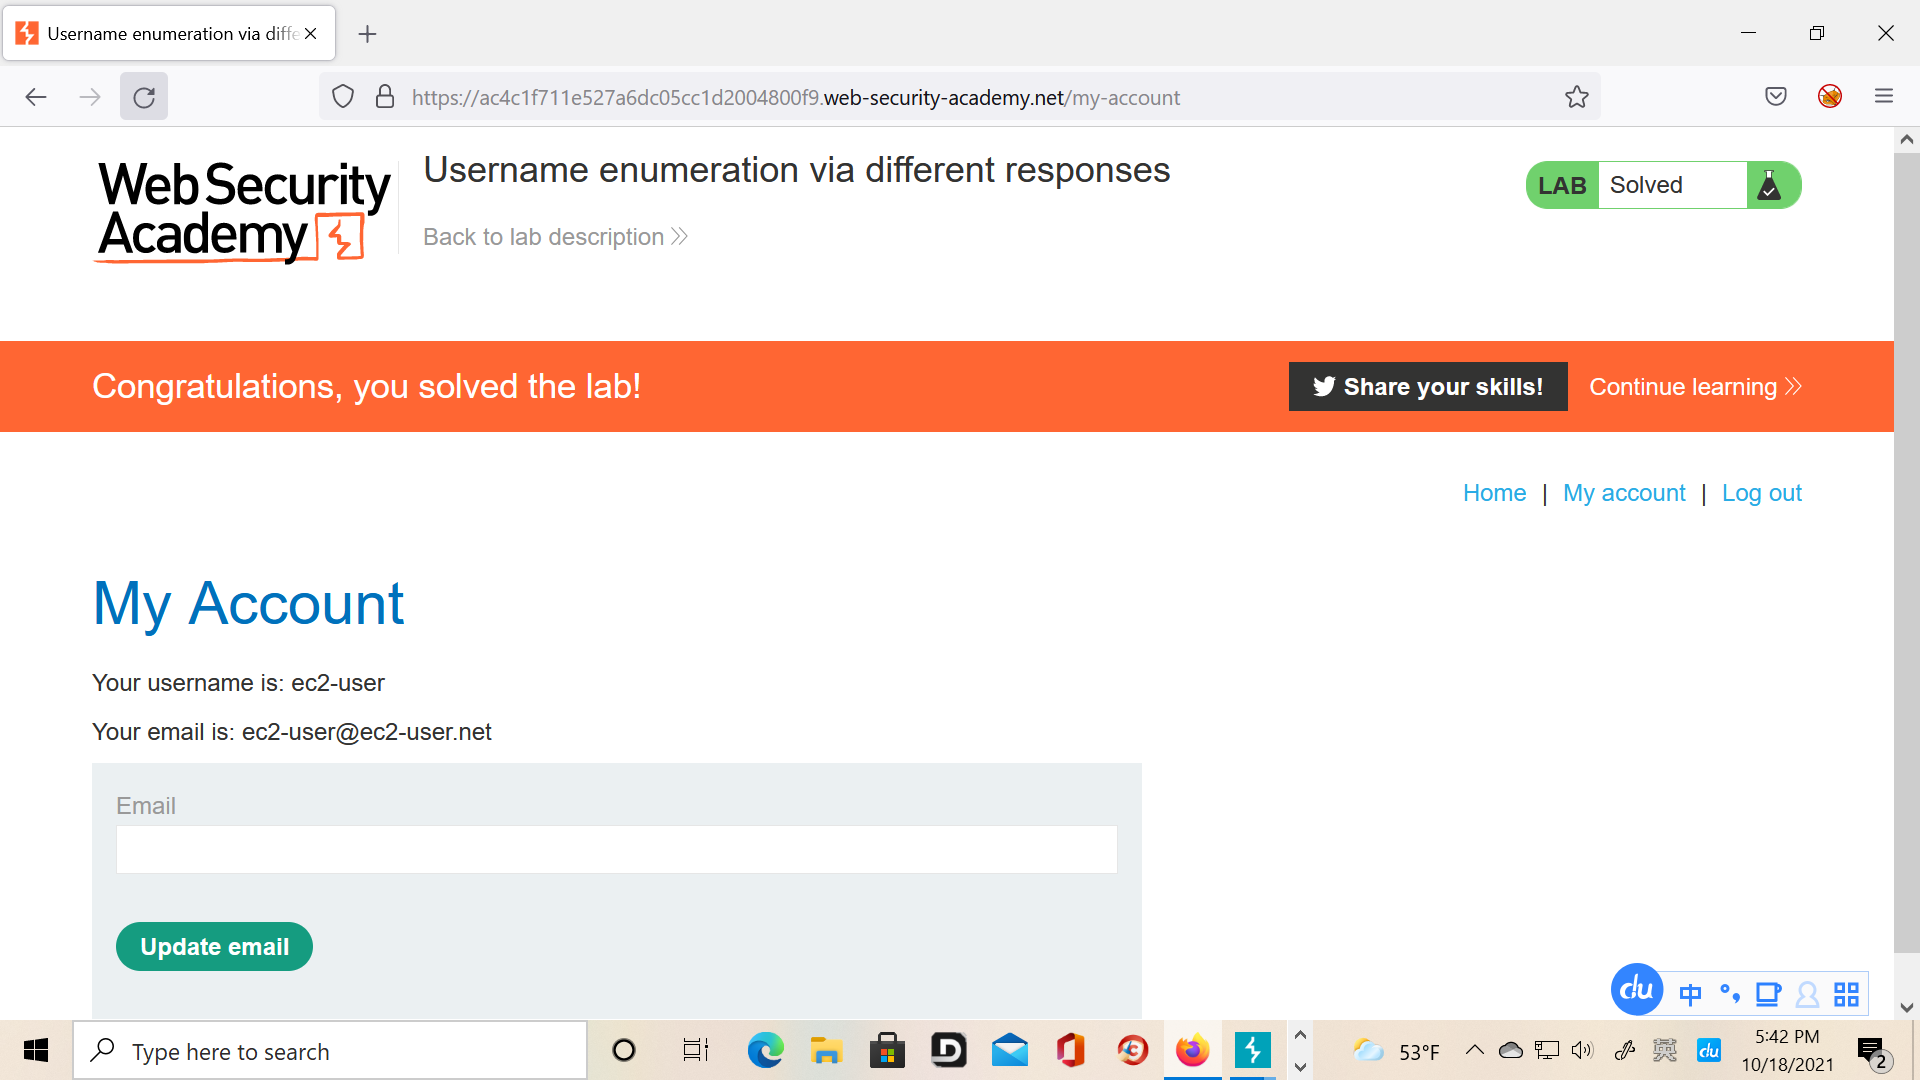 Username enumeration via diffe
https://ac4c1f711e527a6dc05cc1d2004800f9.web-security-academy.net/my-account
Web Security
Academy
Username enumeration via different responses
Back to lab description
LAB Solved
Congratulations, you solved the lab!
Share your skills!
Continue learning
Home | My account | Log out
My Account
Your username is: ec2-user
Your email is: ec2-user@ec2-user.net
Email
Update email
du 中
Type here to search
53°F
英
du
5:42 PM
10/18/2021
2